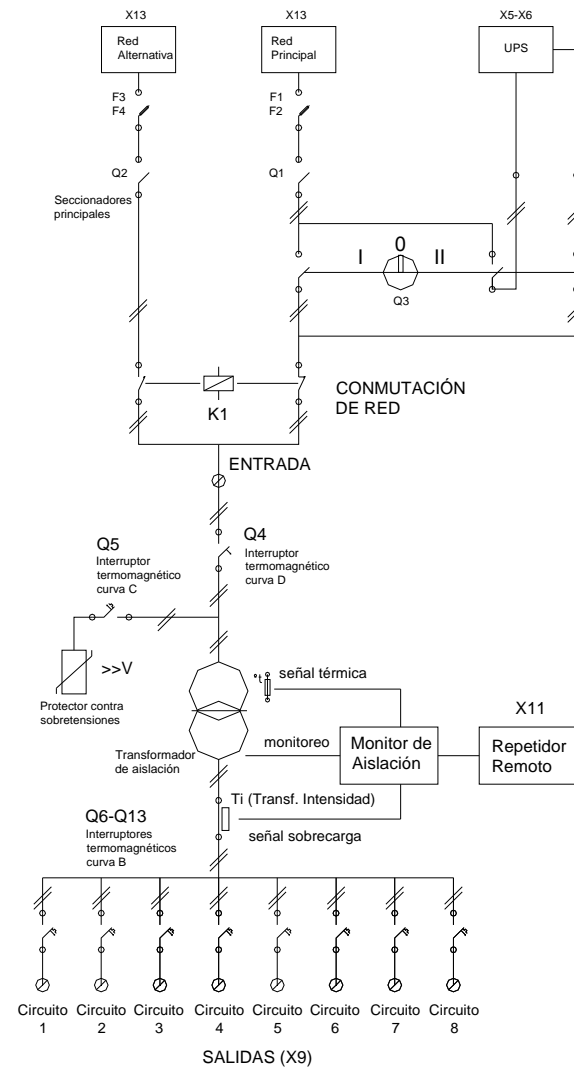 X13
X13
X5-X6
Red
Alternativa
Red
Principal
UPS
F3
F4
F1
F2
Q2
Q1
Seccionadores
principales
I
0
II
Q3
K1
CONMUTACIÓN
DE RED
ENTRADA
Q5
Interruptor
termomagnético
curva C
Q4
Interruptor
termomagnético
curva D
>>V
Protector contra
sobretensiones
°t
señal térmica
X11
Transformador
de aislación
monitoreo
Monitor de
Aislación
Repetidor
Remoto
Q6-Q13
Interruptores
termomagnéticos
curva B
Ti (Transf. Intensidad)
señal sobrecarga
Circuito
1
Circuito
2
Circuito
3
Circuito
4
Circuito
5
Circuito
6
Circuito
7
Circuito
8
SALIDAS (X9)